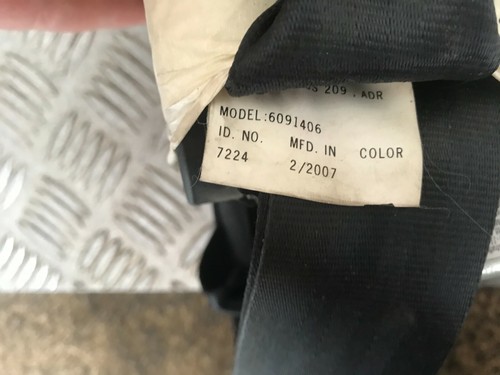 209 . ADR
MODEL:6091406
ID. NO. MFD. IN COLOR
7224 2/2007